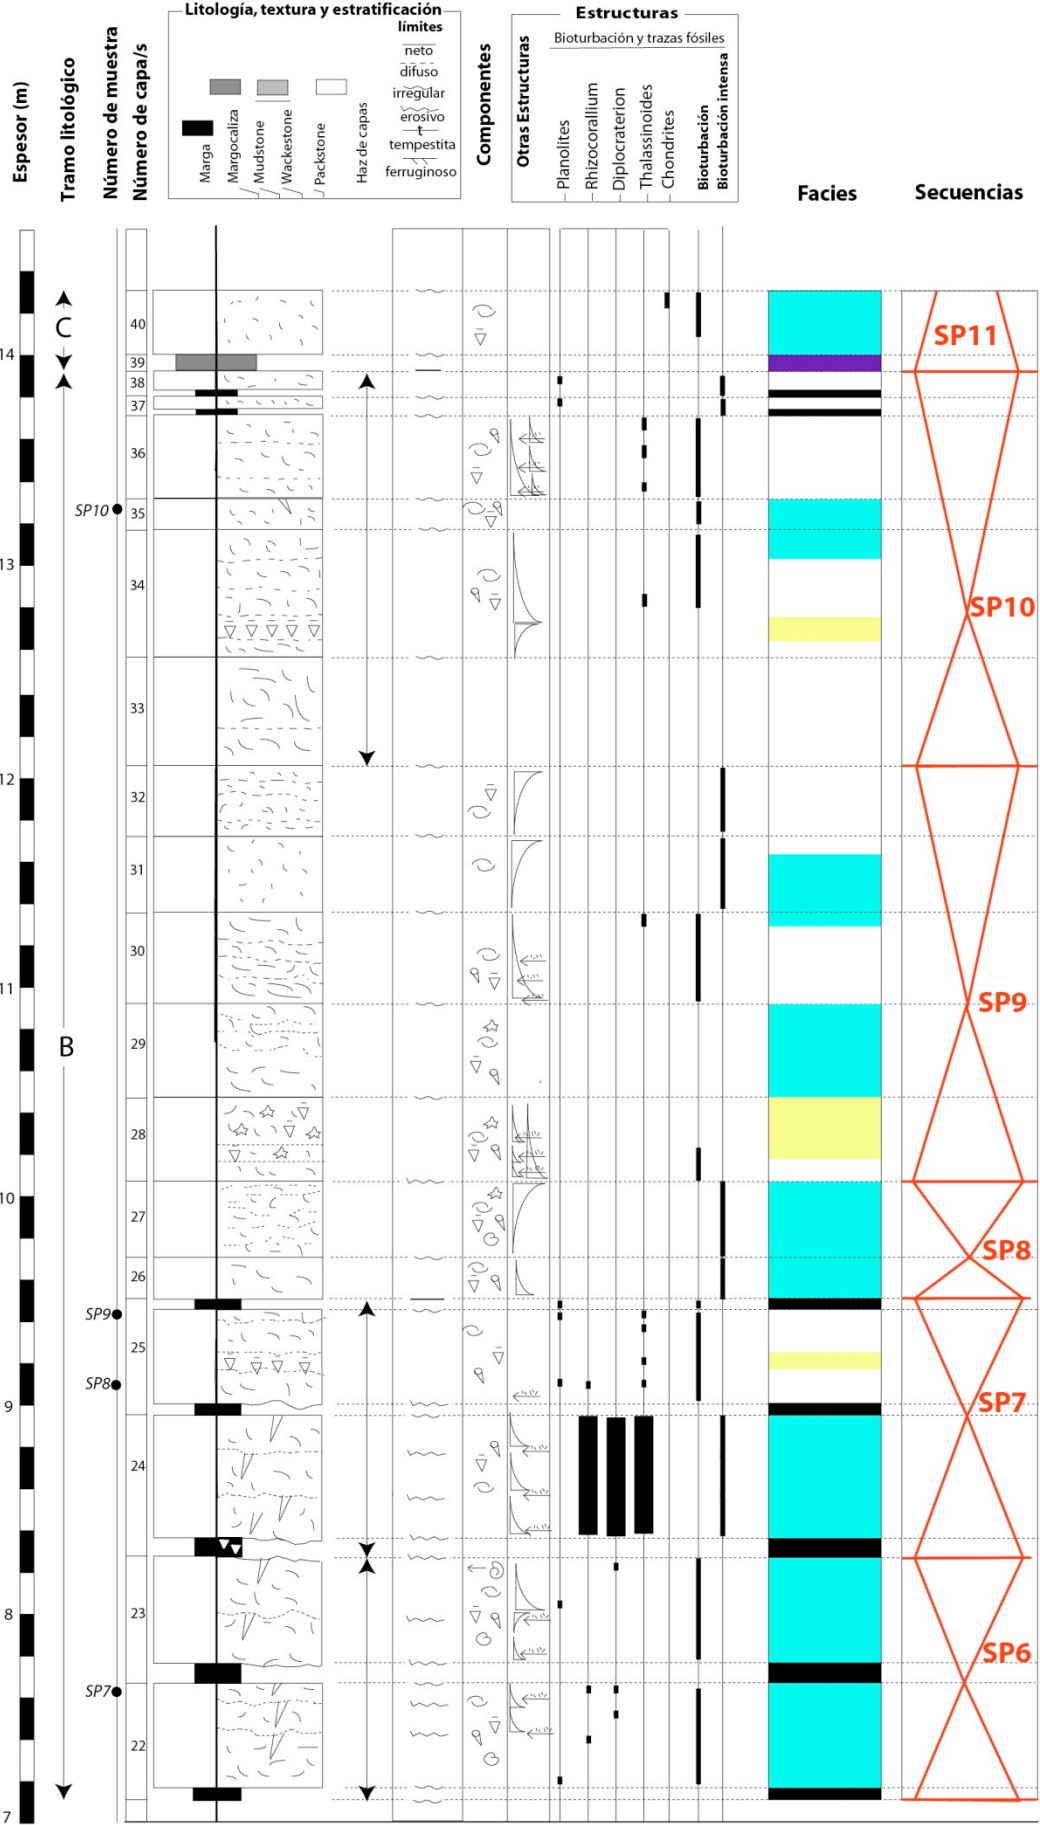 Litología, textura y estratificación
límites
neto
difuso
irregular
erosivo
t
tempestita
ferruginoso
Marga
Margocaliza
Mudstone
Wackestone
Packstone
Haz de capas
Estructuras
Bioturbación y trazas fósiles
Espesor (m)
Tramo litológico
Número de muestra
Número de capa/s
Componentes
Otras Estructuras
Planolites
Rhizocorallium
Diplocraterion
Thalassinoides
Chondrites
Bioturbación
Bioturbación intensa
Facies
Secuencias
40
C
SP11
14
39
38
37
36
SP10
35
13
34
SP10
33
12
32
31
30
11
SP9
29
B
28
10
27
SP8
26
SP9
25
SP8
9
SP7
24
8
23
SP6
SP7
22
7